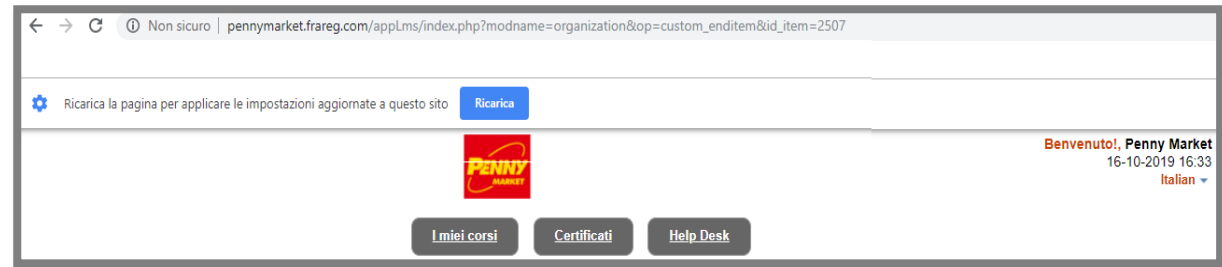 Non sicuro | pennymarket.frareg.com/appLms/index.php?modname=organization&op=custom_enditem&id_item=2507
Ricarica la pagina per applicare le impostazioni aggiornate a questo sito Ricarica
PENNY
MARKET
Benvenuto!, Penny Market
16-10-2019 16:33
Italian
I miei corsi Certificati Help Desk